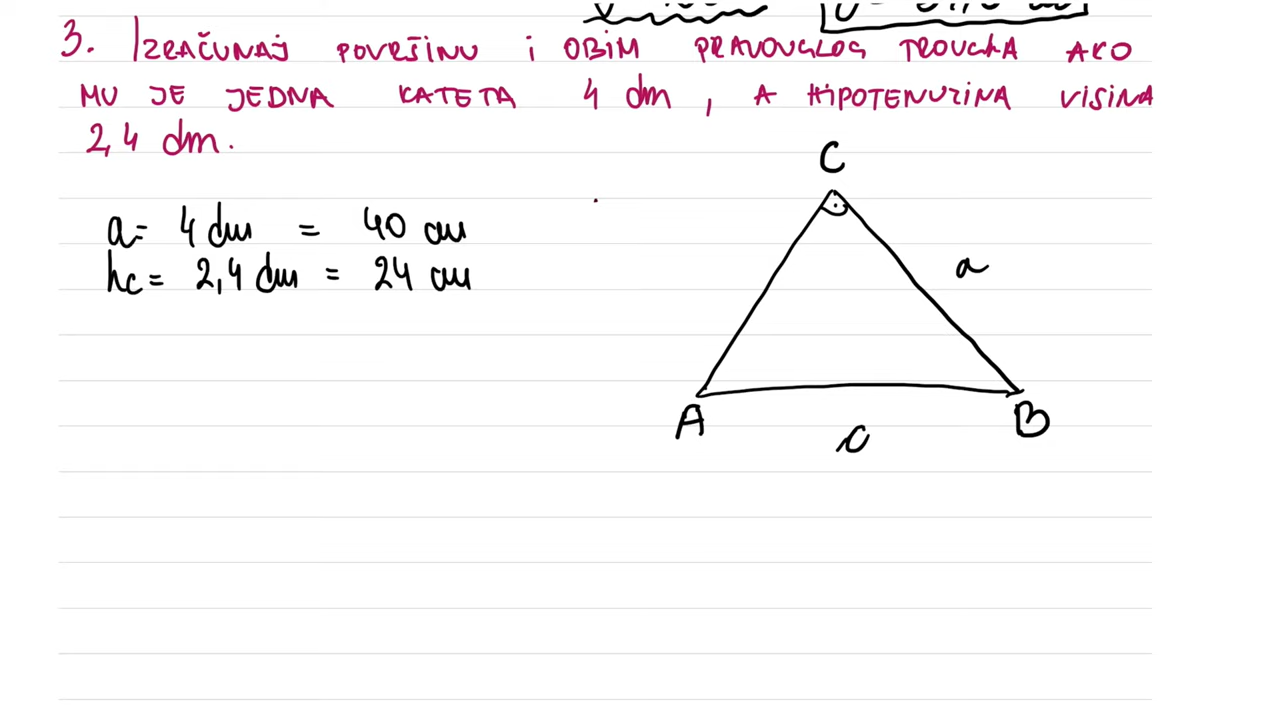 3. IZRAČUNAJ POVRŠINU I OBIM PRAVOUGLOG TROUGLA AKO
MU JE JEDNA KATETA 4 dm, A HIPOTENUZINA VISINA
2,4 dm.
C
a = 4 dm = 40 cm
hc = 2,4 dm = 24 cm
a
A
B
c